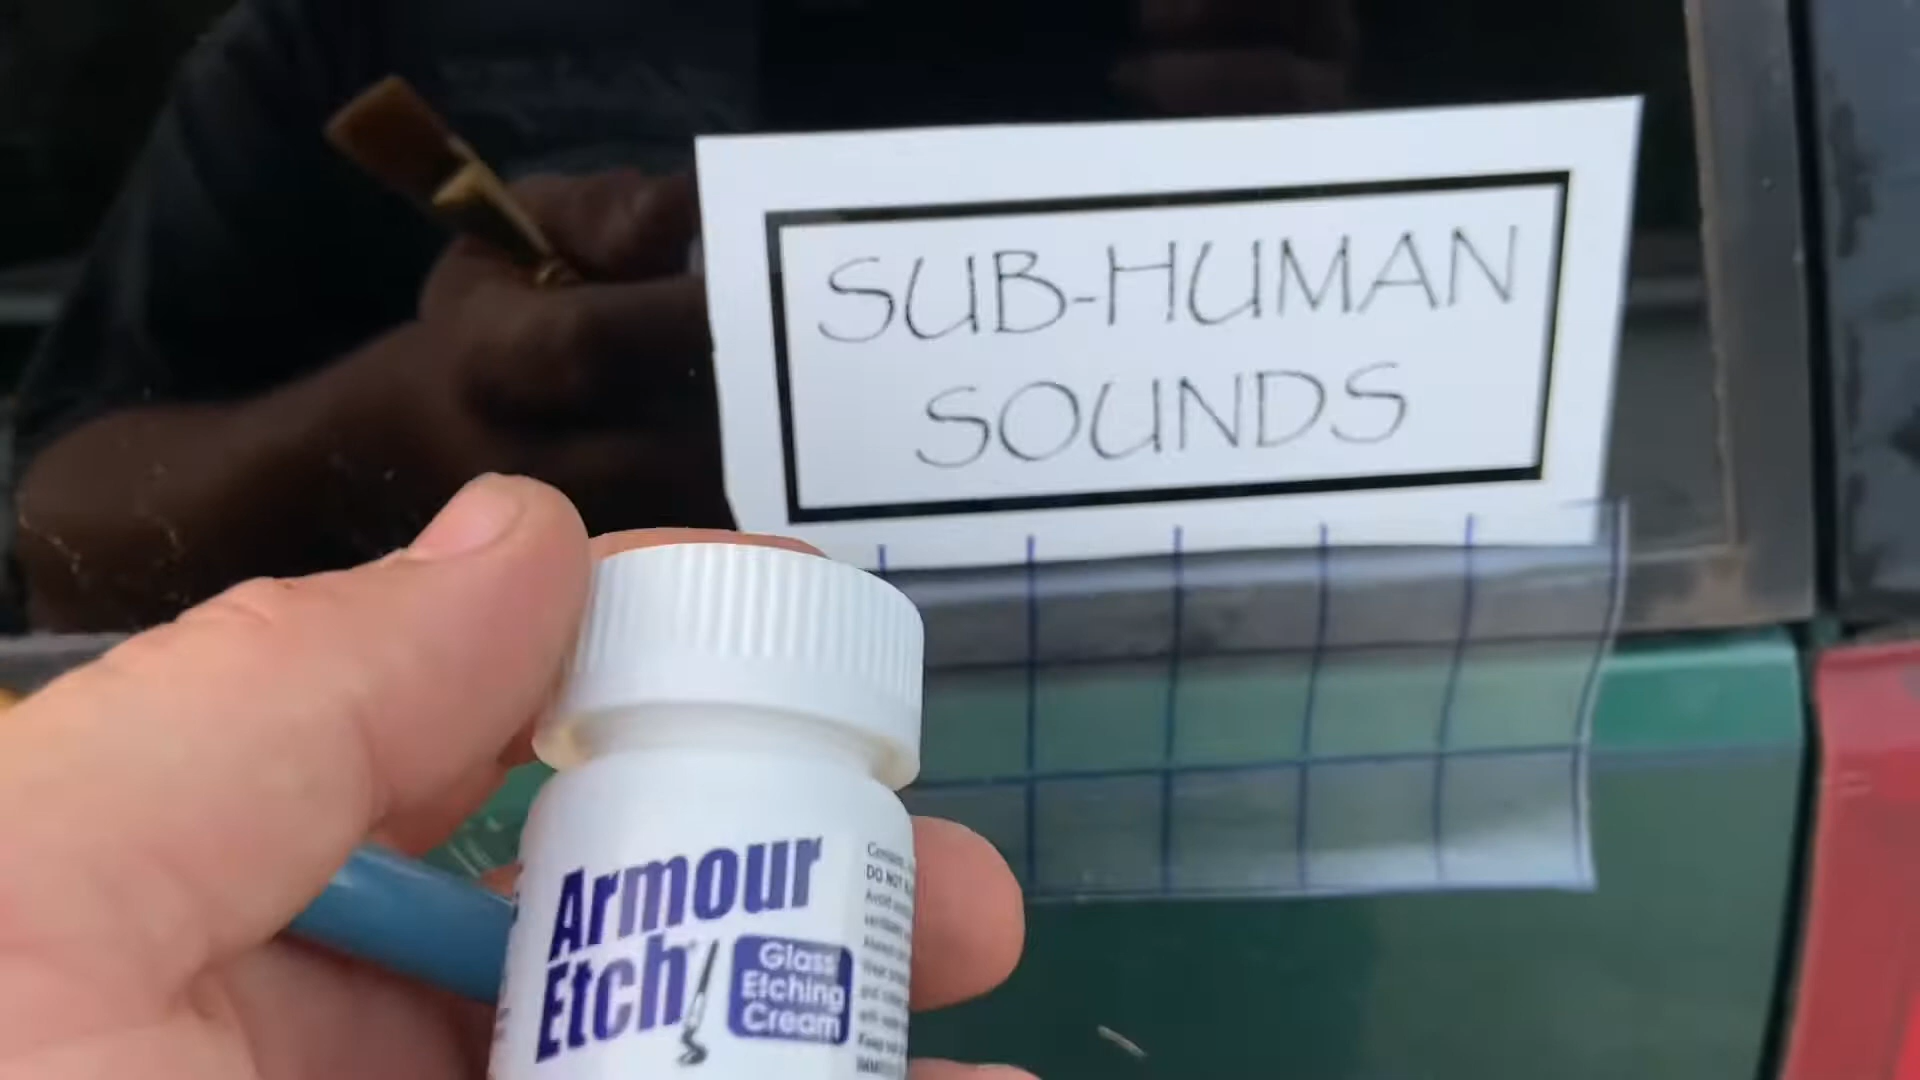 SUB-HUMAN
SOUNDS
Armour
Etch
Glass
Etching
Cream
DO NOT